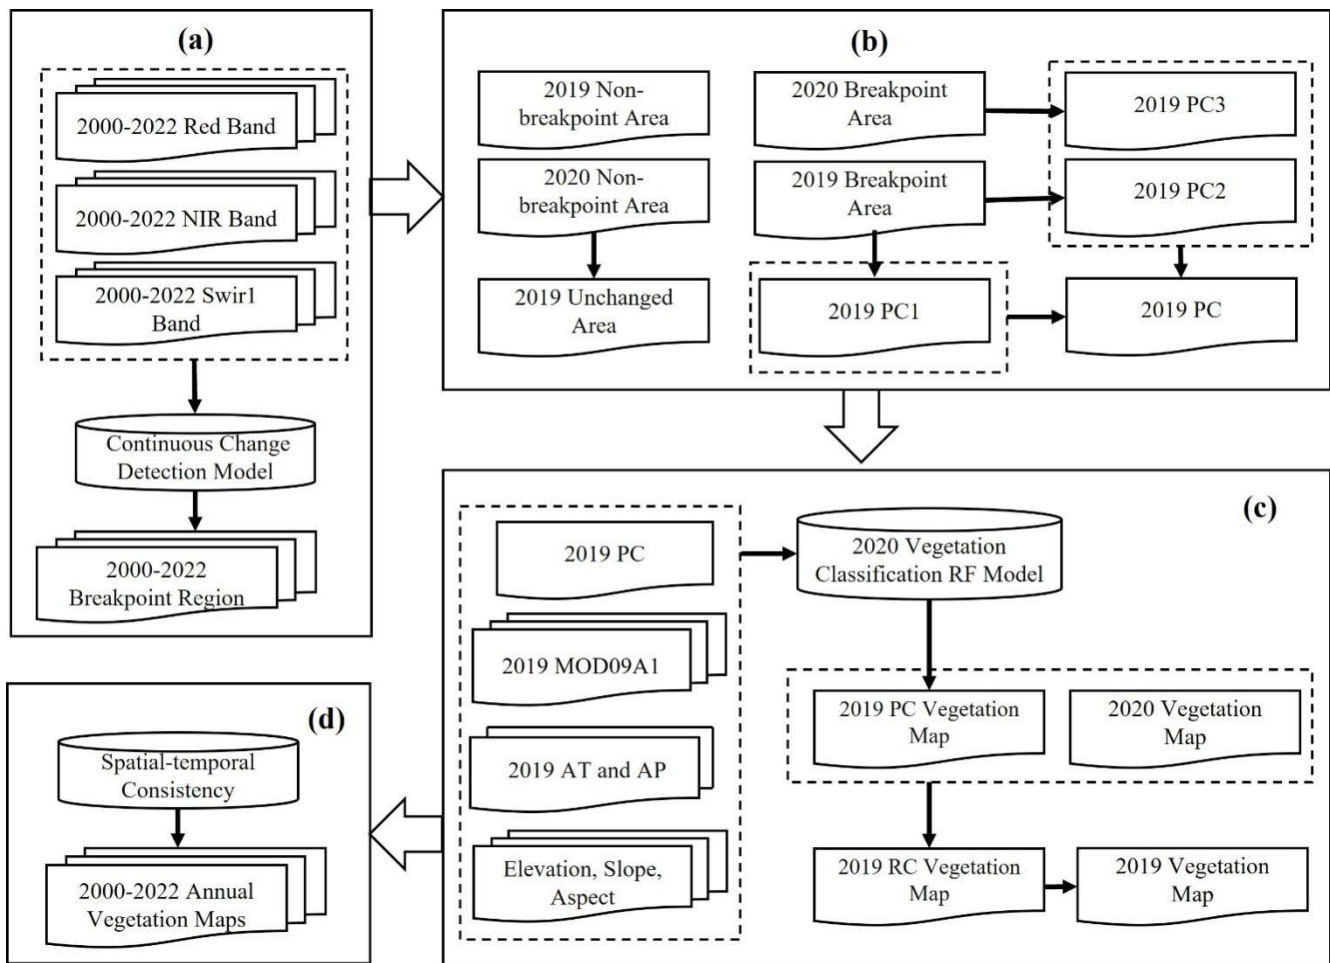 (a)
2000-2022 Red Band
2000-2022 NIR Band
2000-2022 Swir1
Band
Continuous Change
Detection Model
2000-2022
Breakpoint Region
(b)
2019 Non-
breakpoint Area
2020 Non-
breakpoint Area
2019 Unchanged
Area
2020 Breakpoint
Area
2019 Breakpoint
Area
2019 PC1
2019 PC3
2019 PC2
2019 PC
(c)
2019 PC
2019 MOD09A1
2019 AT and AP
Elevation, Slope,
Aspect
2020 Vegetation
Classification RF Model
2019 PC Vegetation
Map
2020 Vegetation
Map
2019 RC Vegetation
Map
2019 Vegetation
Map
(d)
Spatial-temporal
Consistency
2000-2022 Annual
Vegetation Maps